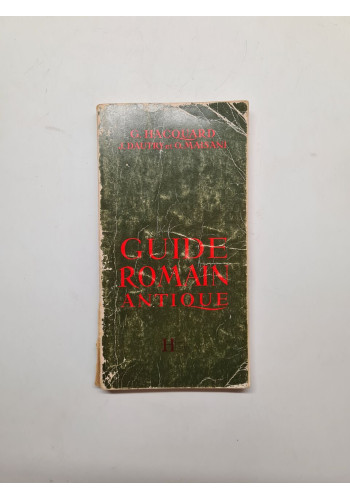 G. HACQUARD
J. DAUTRY & O. MAISANI
GUIDE
ROMAIN
ANTIQUE
H